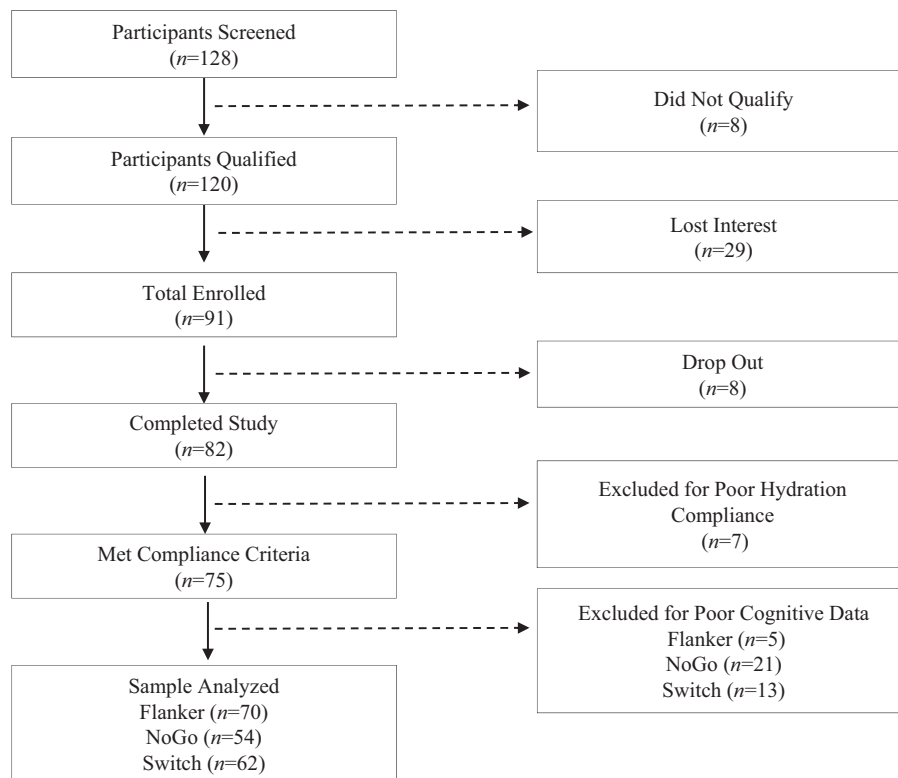 Participants Screened
(n=128)
Did Not Qualify
(n=8)
Participants Qualified
(n=120)
Lost Interest
(n=29)
Total Enrolled
(n=91)
Drop Out
(n=8)
Completed Study
(n=82)
Excluded for Poor Hydration
Compliance
(n=7)
Met Compliance Criteria
(n=75)
Excluded for Poor Cognitive Data
Flanker (n=5)
NoGo (n=21)
Switch (n=13)
Sample Analyzed
Flanker (n=70)
NoGo (n=54)
Switch (n=62)